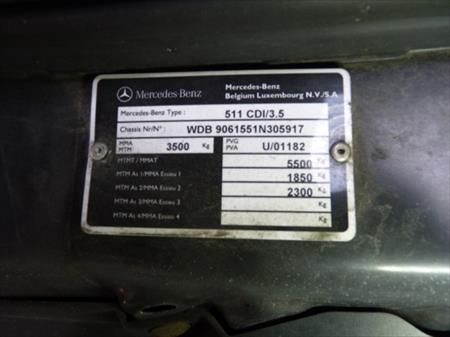 Mercedes-Benz
Mercedes-Benz
Belgium Luxembourg N.V./S.A
Mercedes-Benz Type : 511 CDI/3.5
Chassis Nr/N° : WDB 9061551N305917
MMA
MTM 3500 Kg PVG
PVA U/01182
MTMT / MMAT 5500 Kg
MTM As 1/MMA Essieu 1 1850 Kg
MTM As 2/MMA Essieu 2 2300 Kg
MTM As 3/MMA Essieu 3 Kg
MTM As 4/MMA Essieu 4 Kg